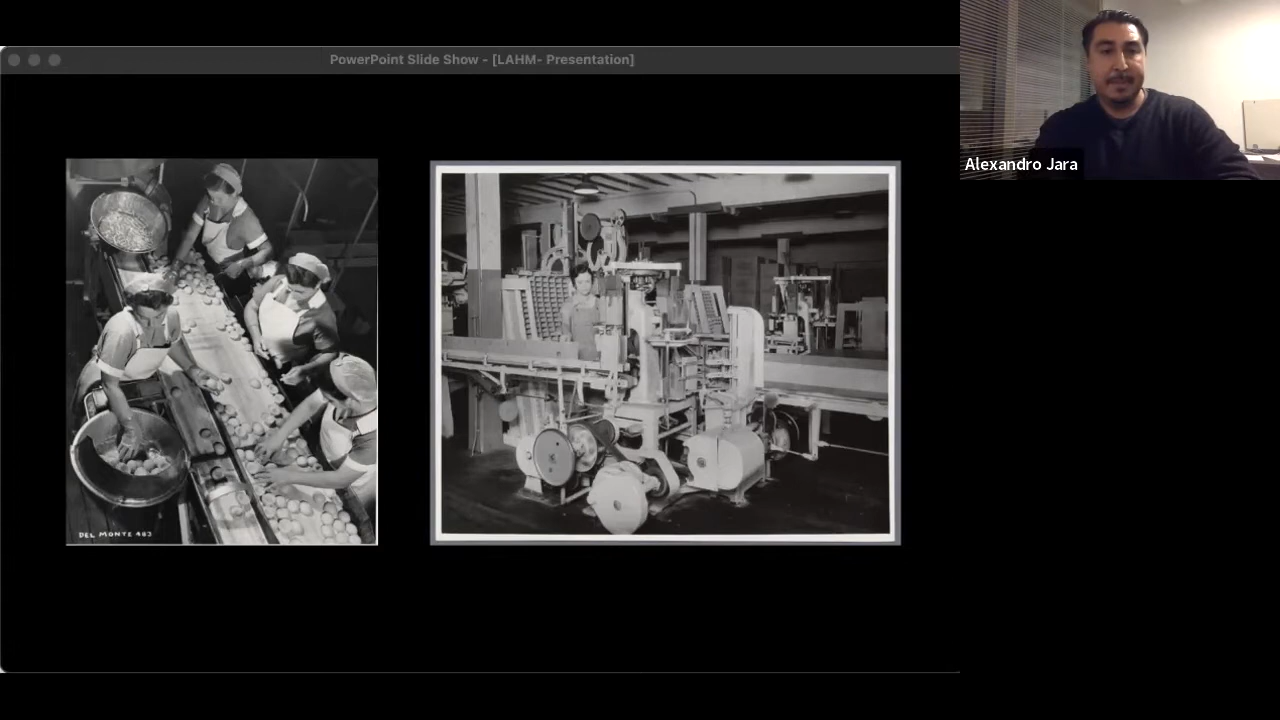 PowerPoint Slide Show - [LAHM- Presentation]
Alexandro Jara
DEL MONTE 483